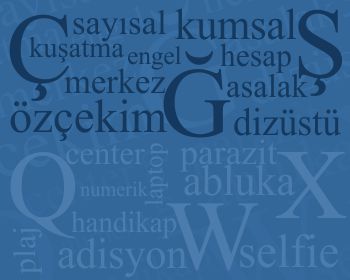 Ç sayısal kumsal Ş
kuşatma engel hesap
merkez Ğ asalak
özçekim dizüstü
Q center laptop parazit X
numerik abluka
handikap W
plaj adisyon selfie